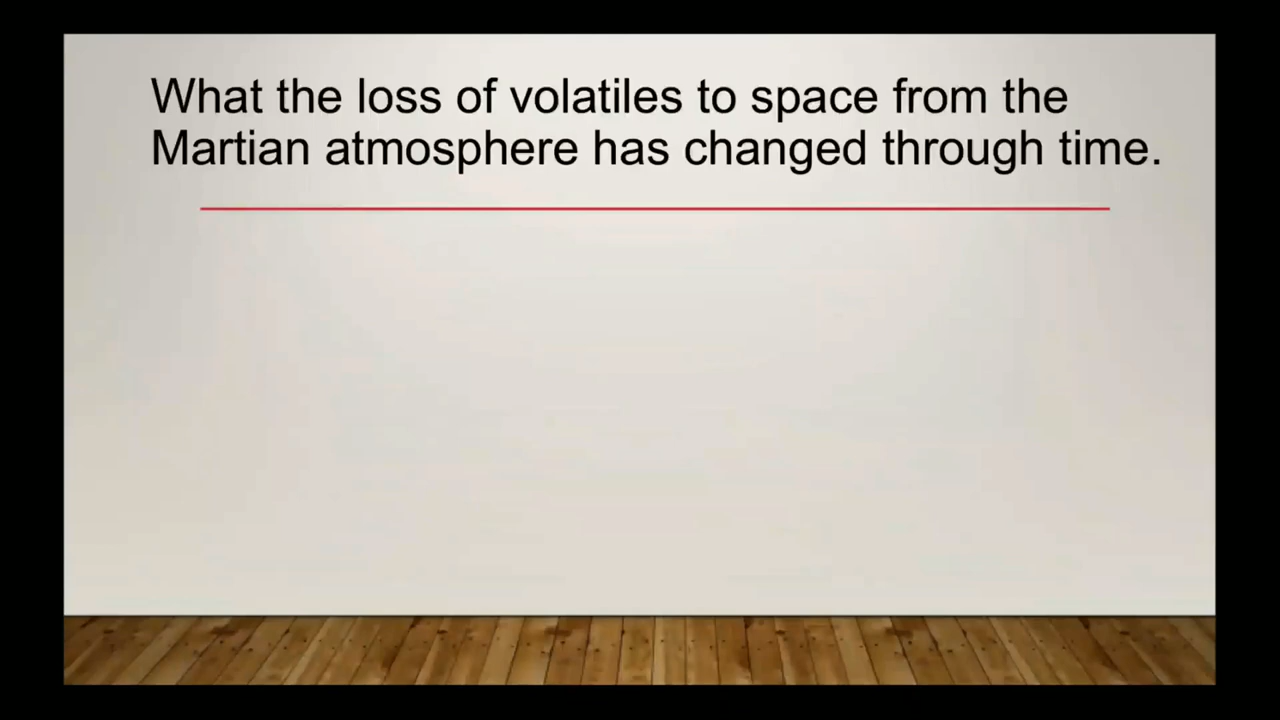 What the loss of volatiles to space from the
Martian atmosphere has changed through time.